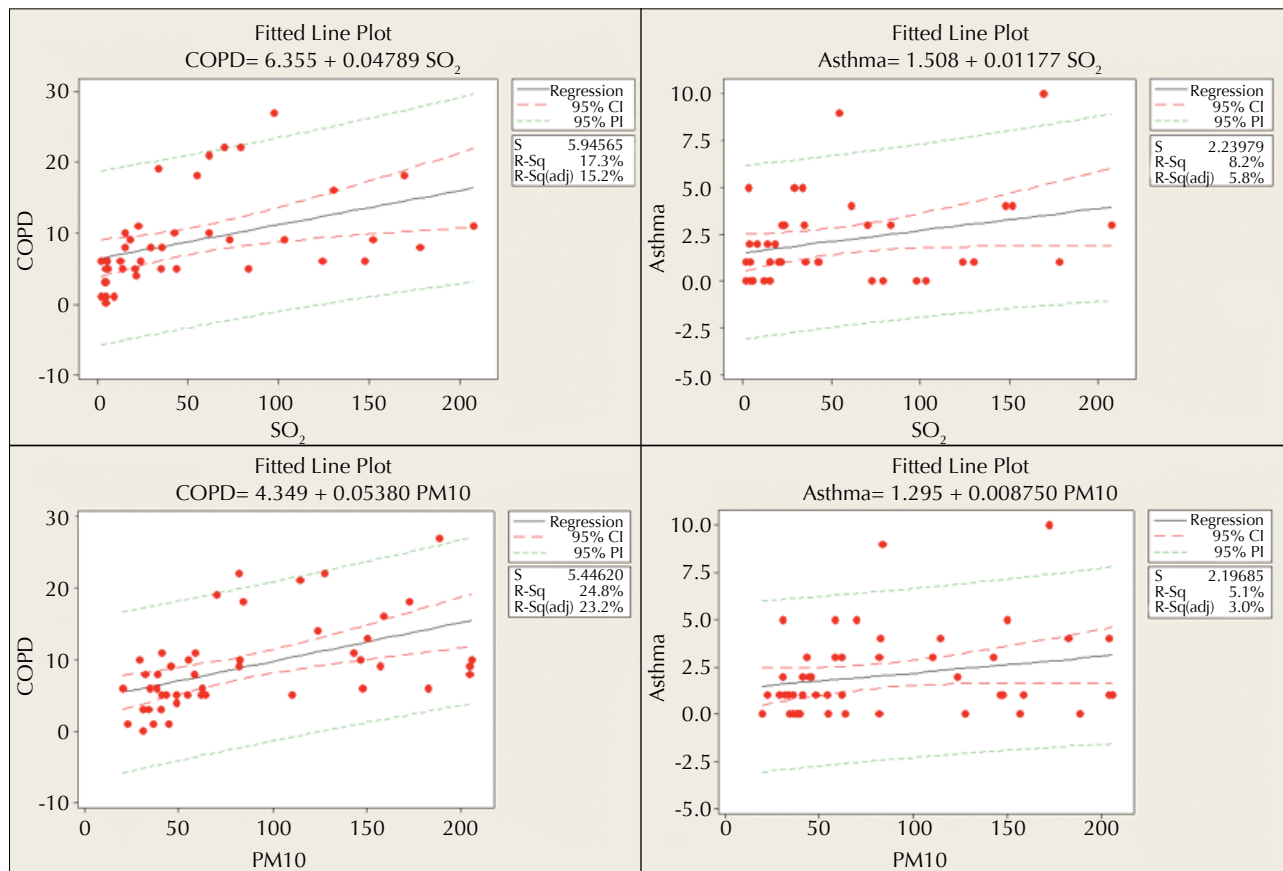 Fitted Line Plot
COPD= 6.355 + 0.04789 SO₂
Regression
95% CI
95% PI
S 5.94565
R-Sq 17.3%
R-Sq(adj) 15.2%
COPD
30
20
10
0
-10
0 50 100 150 200
SO₂
Fitted Line Plot
Asthma= 1.508 + 0.01177 SO₂
Regression
95% CI
95% PI
S 2.23979
R-Sq 8.2%
R-Sq(adj) 5.8%
Asthma
10.0
7.5
5.0
2.5
0.0
-2.5
-5.0
0 50 100 150 200
SO₂
Fitted Line Plot
COPD= 4.349 + 0.05380 PM10
Regression
95% CI
95% PI
S 5.44620
R-Sq 24.8%
R-Sq(adj) 23.2%
COPD
30
20
10
0
-10
0 50 100 150 200
PM10
Fitted Line Plot
Asthma= 1.295 + 0.008750 PM10
Regression
95% CI
95% PI
S 2.19685
R-Sq 5.1%
R-Sq(adj) 3.0%
Asthma
10.0
7.5
5.0
2.5
0.0
-2.5
-5.0
0 50 100 150 200
PM10